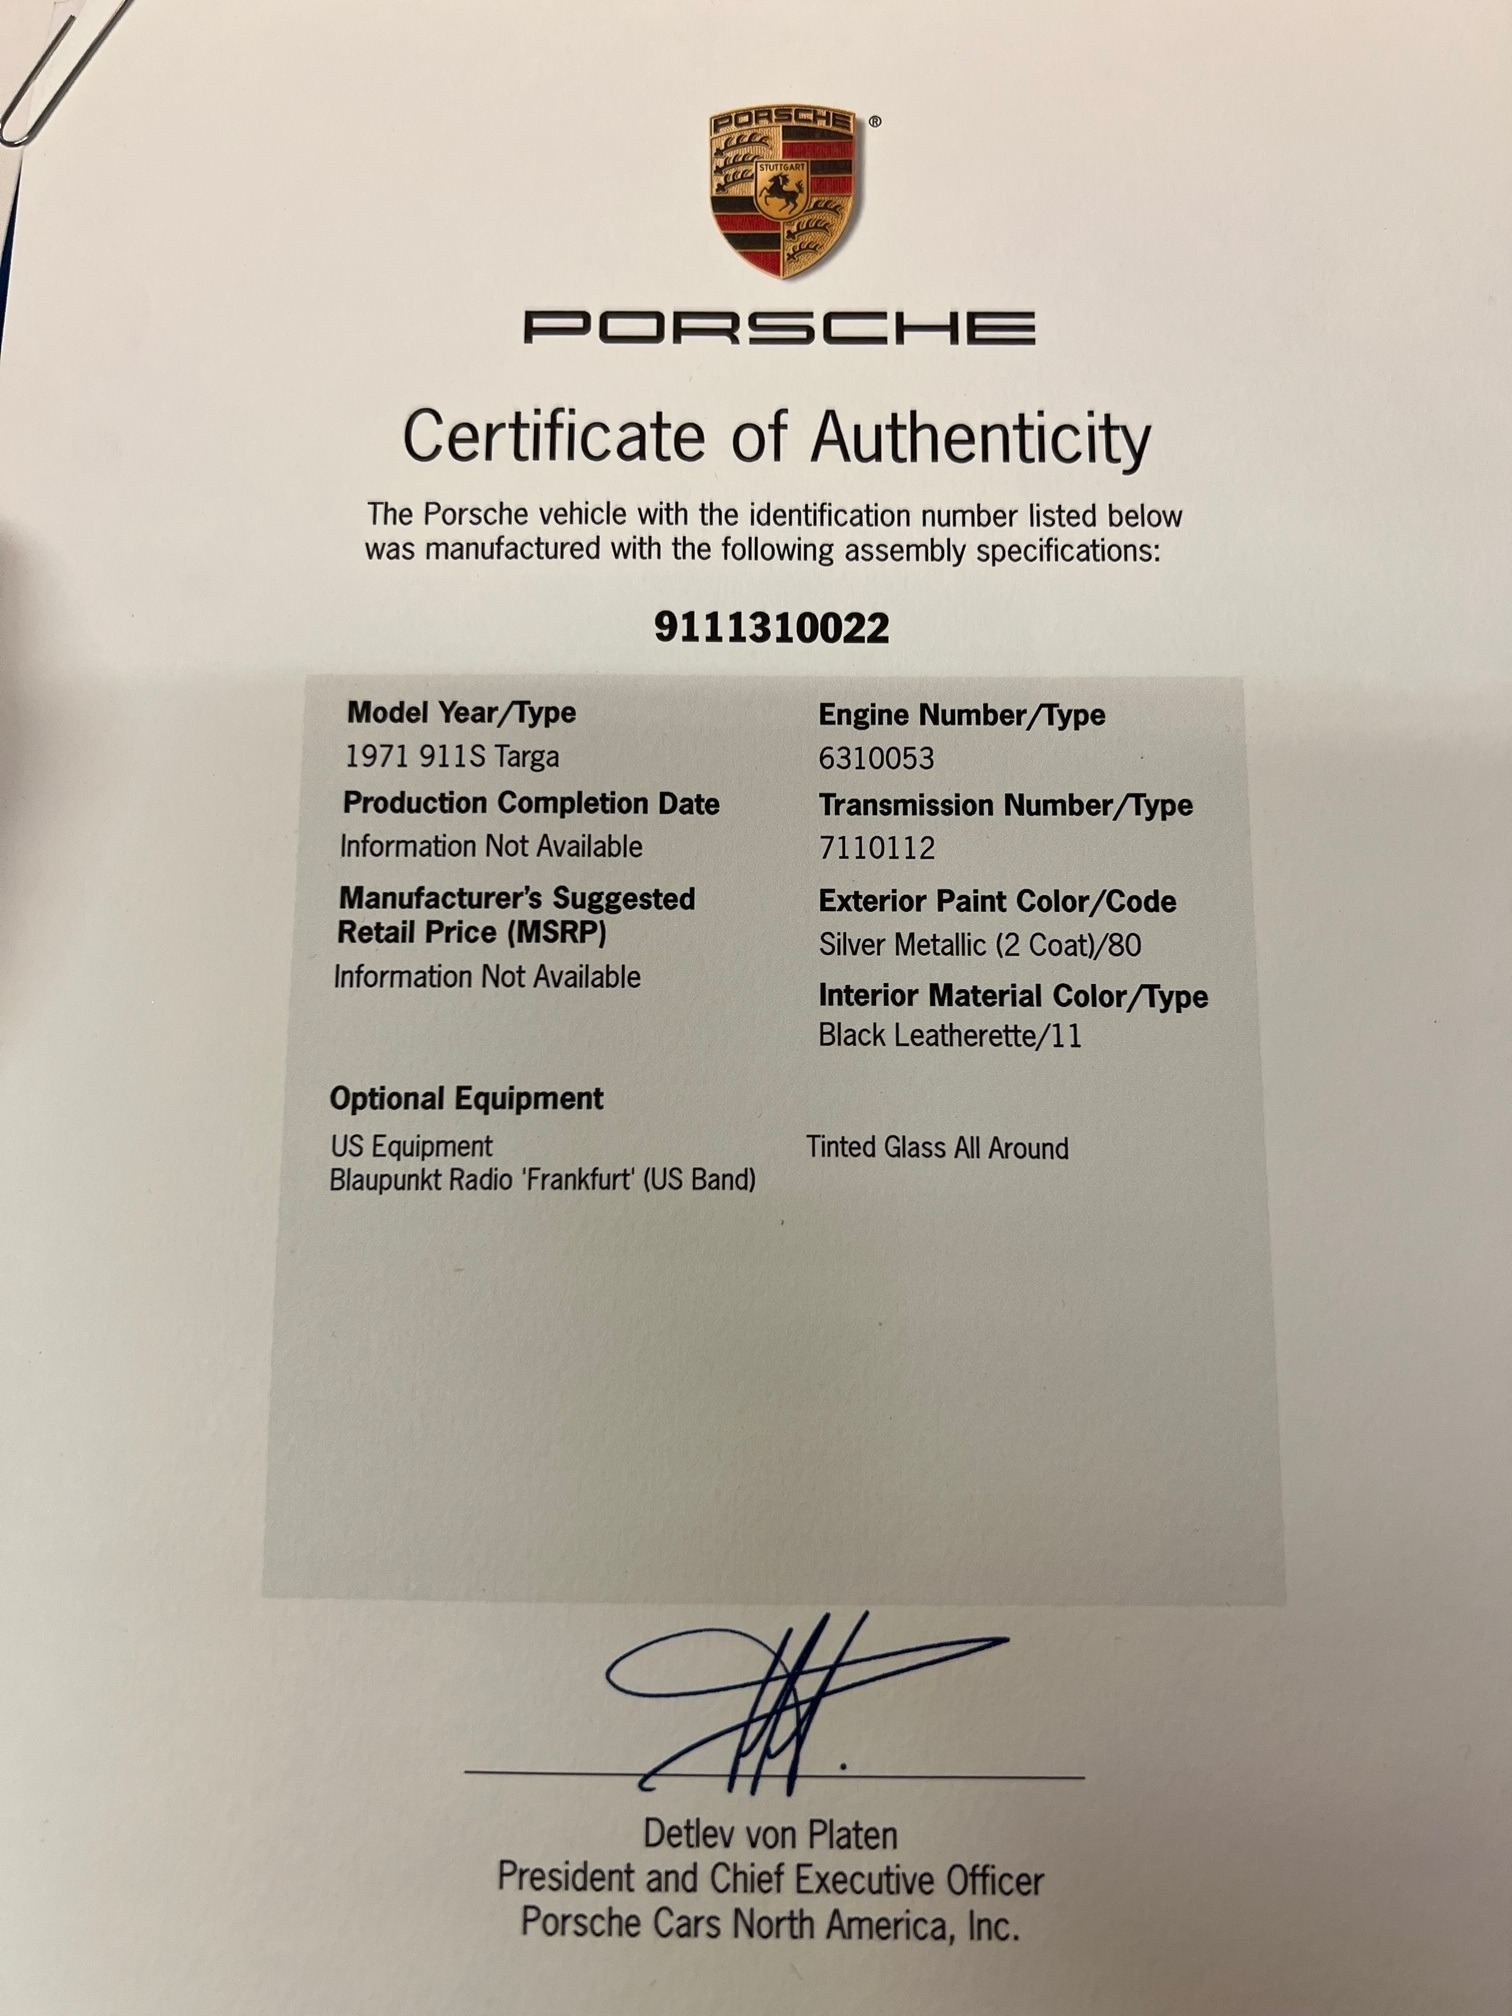 PORSCHE
®
STUTTGART
PORSCHE
Certificate of Authenticity
The Porsche vehicle with the identification number listed below
was manufactured with the following assembly specifications:
9111310022
Model Year/Type
1971 911S Targa
Production Completion Date
Information Not Available
Manufacturer's Suggested
Retail Price (MSRP)
Information Not Available
Engine Number/Type
6310053
Transmission Number/Type
7110112
Exterior Paint Color/Code
Silver Metallic (2 Coat)/80
Interior Material Color/Type
Black Leatherette/11
Optional Equipment
US Equipment
Blaupunkt Radio 'Frankfurt' (US Band)
Tinted Glass All Around
Detlev von Platen
President and Chief Executive Officer
Porsche Cars North America, Inc.